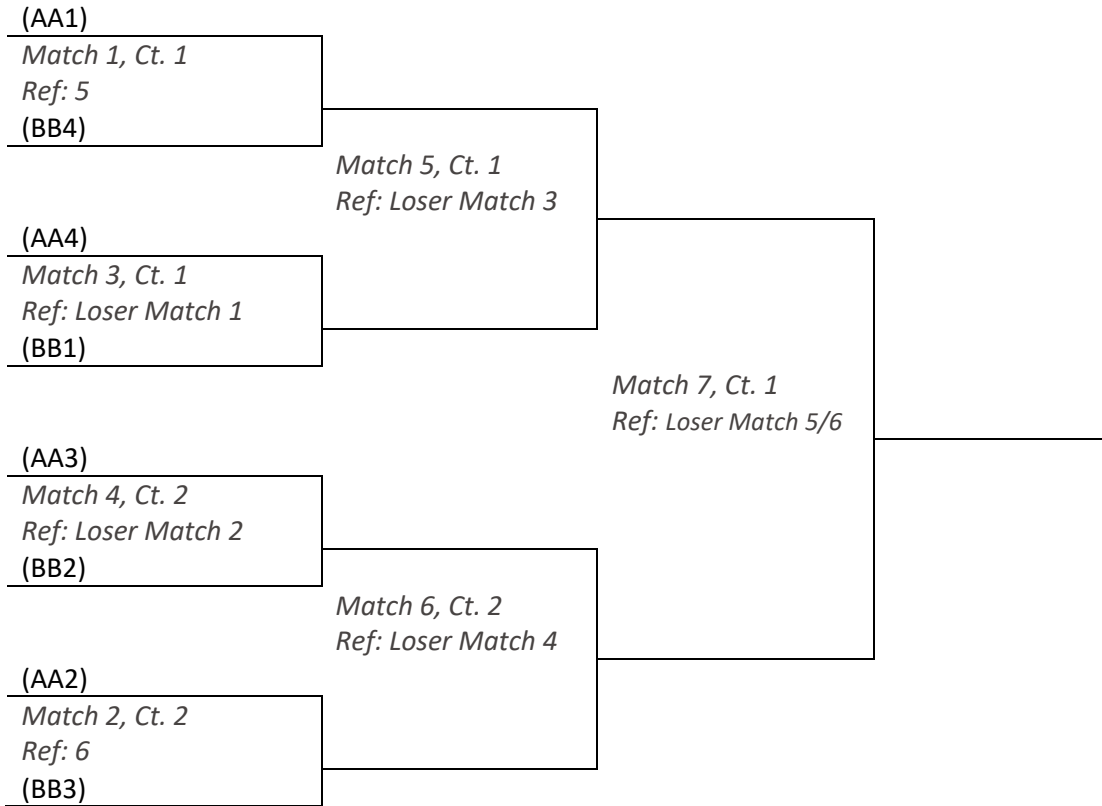 (AA1)
Match 1, Ct. 1
Ref: 5
(BB4)
Match 5, Ct. 1
Ref: Loser Match 3
(AA4)
Match 3, Ct. 1
Ref: Loser Match 1
(BB1)
Match 7, Ct. 1
Ref: Loser Match 5/6
(AA3)
Match 4, Ct. 2
Ref: Loser Match 2
(BB2)
Match 6, Ct. 2
Ref: Loser Match 4
(AA2)
Match 2, Ct. 2
Ref: 6
(BB3)